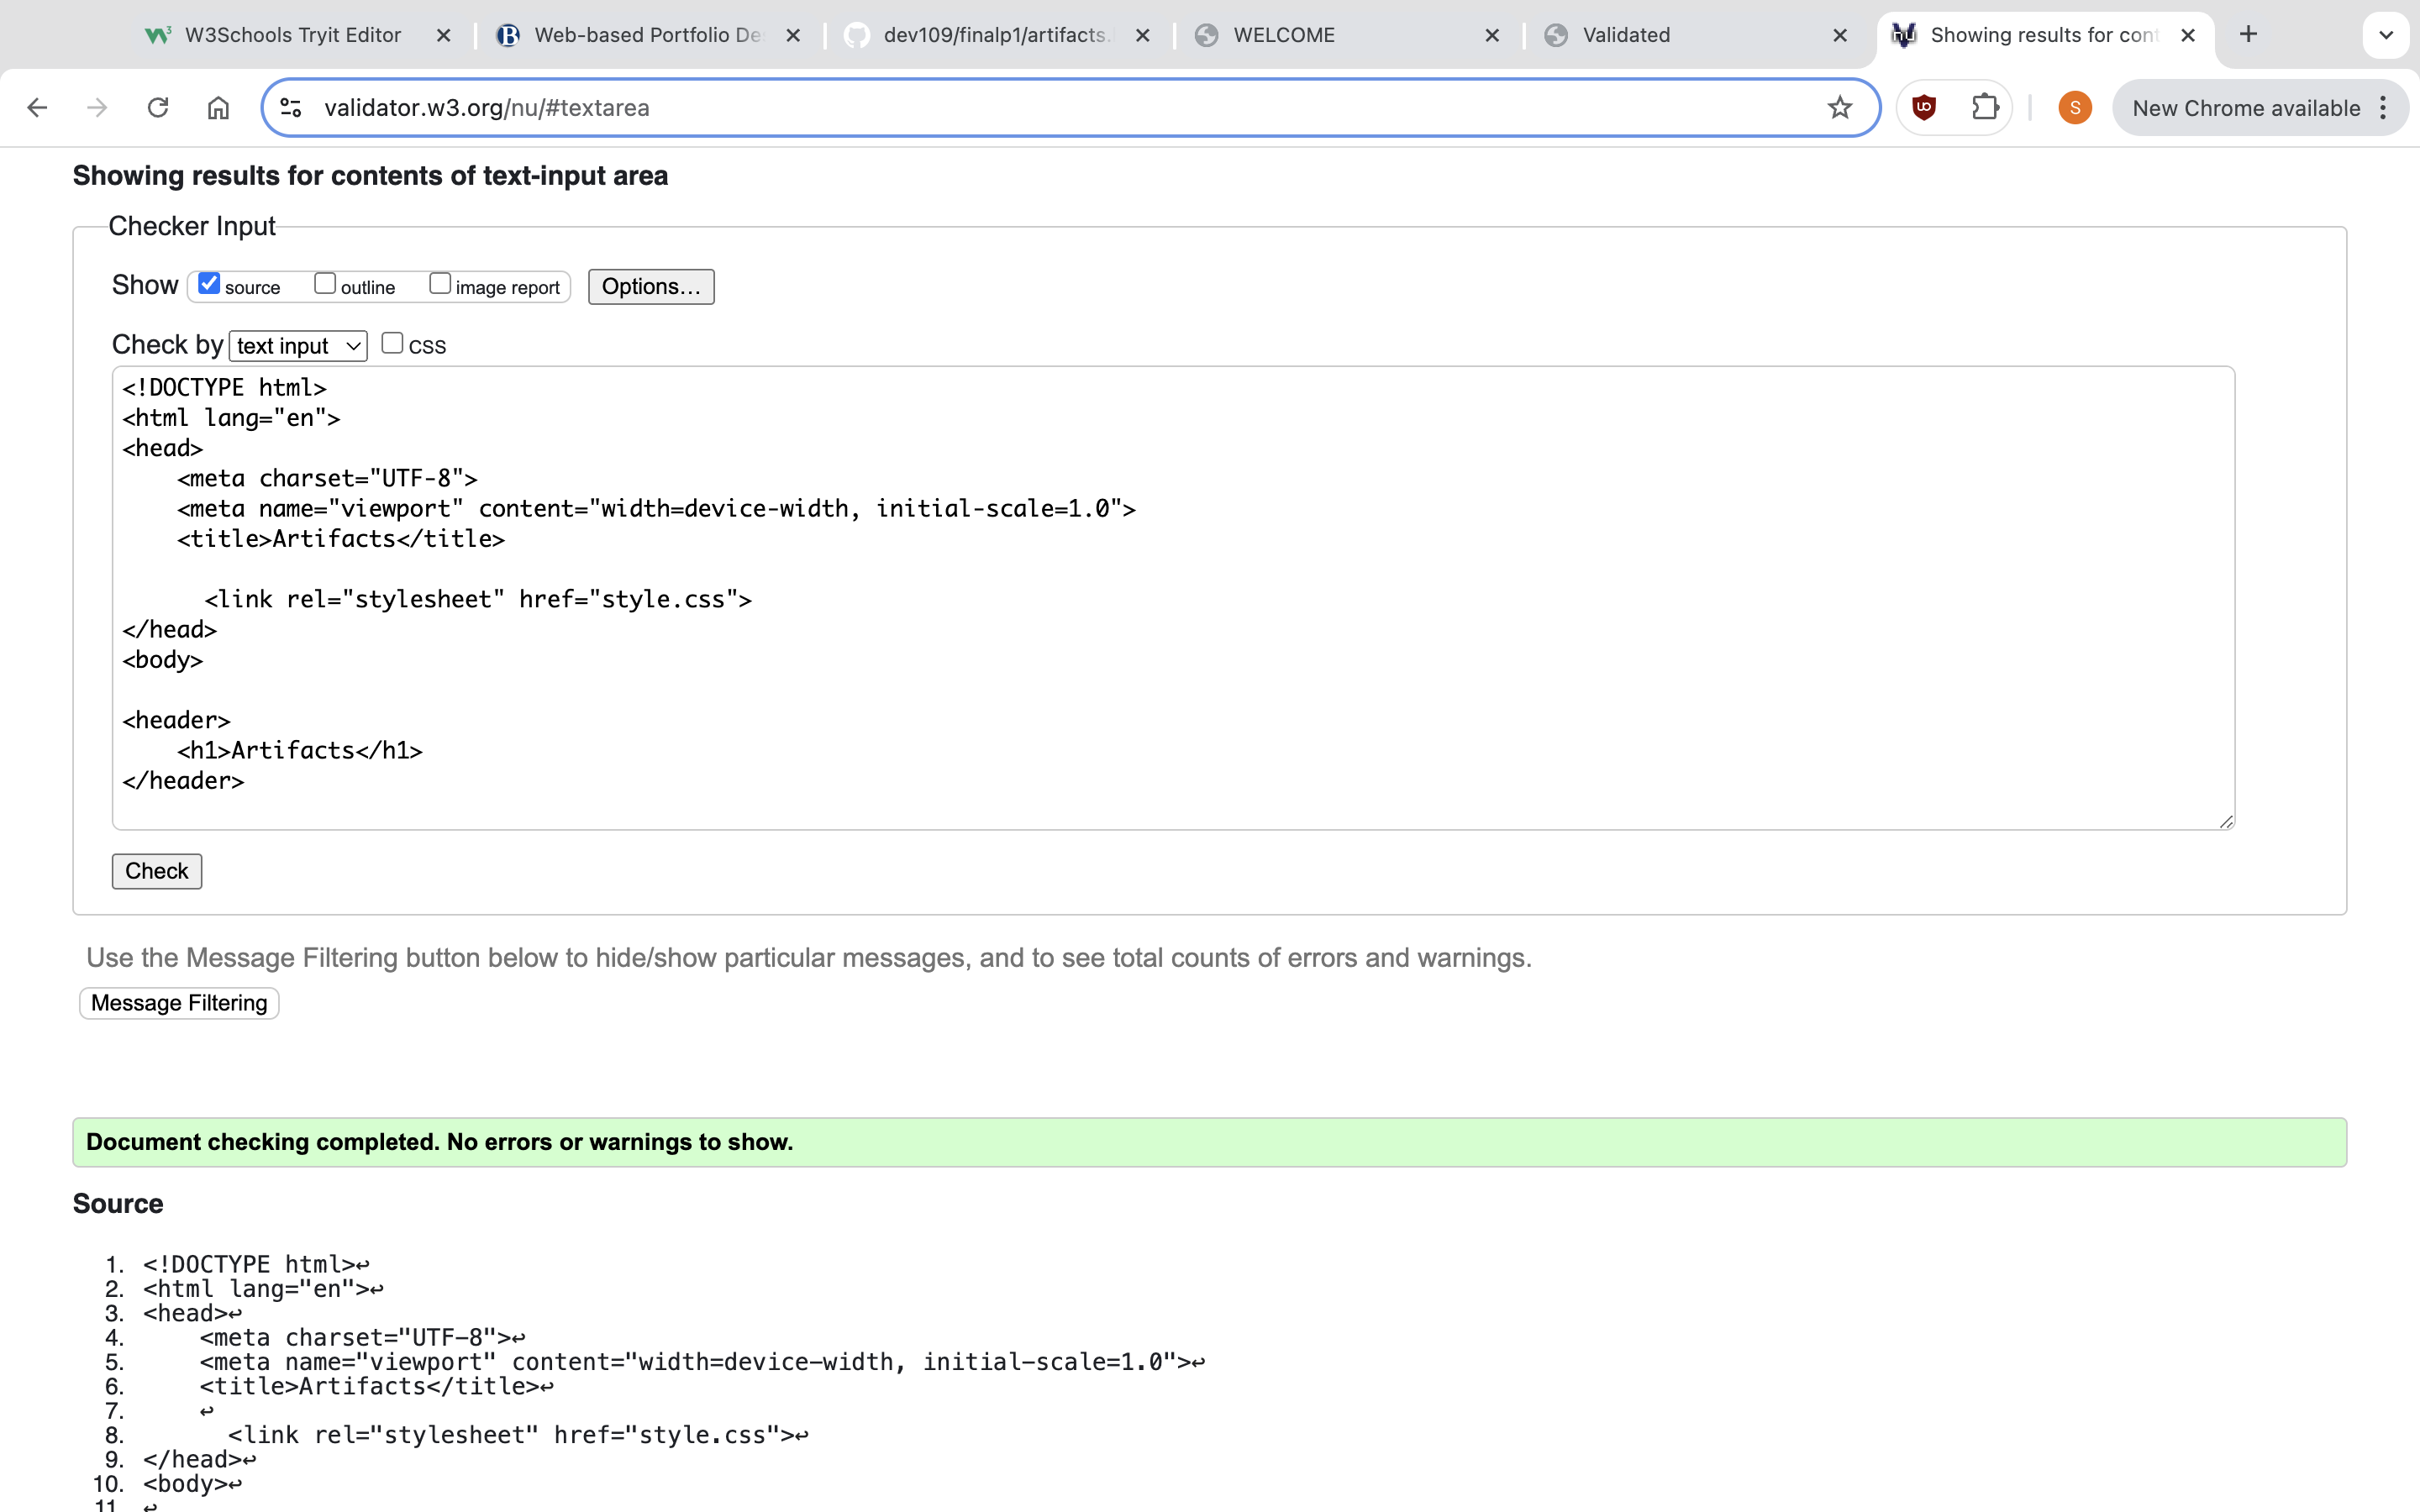 W3Schools Tryit Editor
Web-based Portfolio De
dev109/finalp1/artifacts.
WELCOME
Validated
Showing results for cont
validator.w3.org/nu/#textarea
S
New Chrome available
Showing results for contents of text-input area
Checker Input
Show source outline image report Options...
Check by text input CSS
<!DOCTYPE html>
<html lang="en">
<head>
    <meta charset="UTF-8">
    <meta name="viewport" content="width=device-width, initial-scale=1.0">
    <title>Artifacts</title>
      <link rel="stylesheet" href="style.css">
</head>
<body>
<header>
    <h1>Artifacts</h1>
</header>
Check
Use the Message Filtering button below to hide/show particular messages, and to see total counts of errors and warnings.
Message Filtering
Document checking completed. No errors or warnings to show.
Source
1. <!DOCTYPE html>↩
2. <html lang="en">↩
3. <head>↩
4.     <meta charset="UTF-8">↩
5.     <meta name="viewport" content="width=device-width, initial-scale=1.0">↩
6.     <title>Artifacts</title>↩
7.     ↩
8.       <link rel="stylesheet" href="style.css">↩
9. </head>↩
10. <body>↩
11. ↩